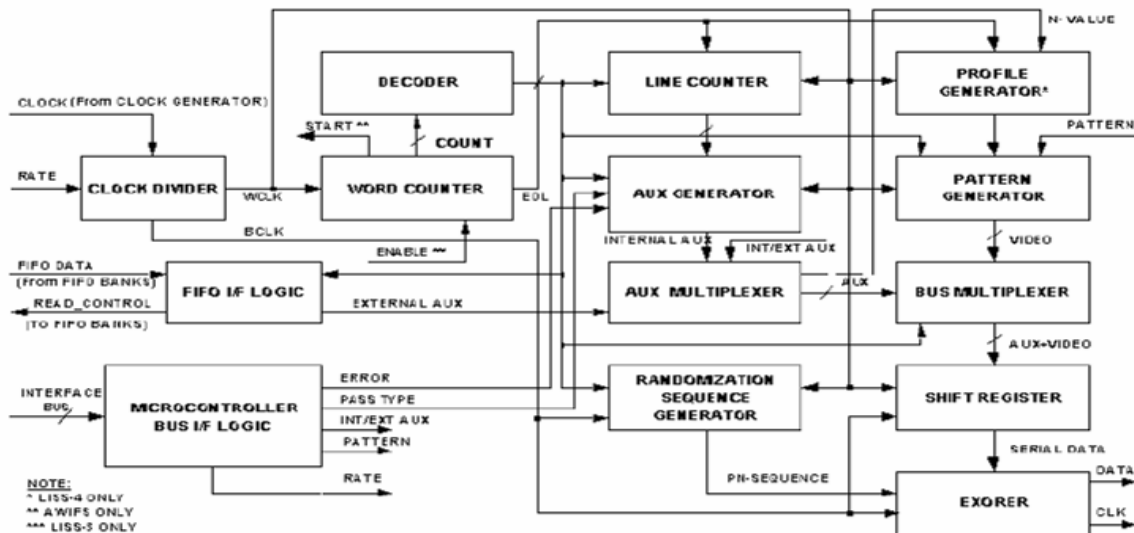 N- VALUE
DECODER
LINE COUNTER
PROFILE
GENERATOR*
CLOCK (From CLOCK GENERATOR)
START **
COUNT
PATTERN
RATE
CLOCK DIVIDER
WCLK
WORD COUNTER
EOL
AUX GENERATOR
PATTERN
GENERATOR
BCLK
ENABLE ***
INTERNAL AUX
INT/EXT AUX
VIDEO
FIFO DATA
(From FIFO BANKS)
FIFO I/F LOGIC
READ_CONTROL
(TO FIFO BANKS)
EXTERNAL AUX
AUX MULTIPLEXER
AUX
BUS MULTIPLEXER
AUX+VIDEO
INTERFACE
BUS
MICROCONTROLLER
BUS I/F LOGIC
ERROR
PASS TYPE
INT/EXT AUX
PATTERN
RATE
RANDOMIZATION
SEQUENCE
GENERATOR
SHIFT REGISTER
SERIAL DATA
PN-SEQUENCE
EXORER
DATA
CLK
NOTE:
* LISS-4 ONLY
** AWIFS ONLY
*** LISS-3 ONLY